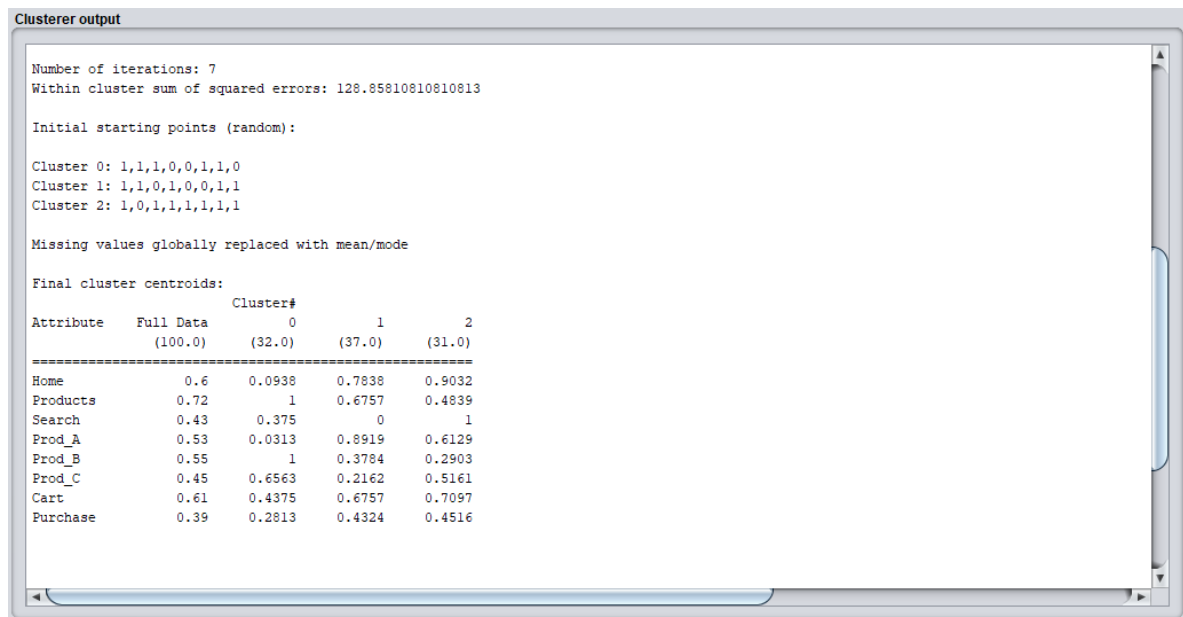 Clusterer output
Number of iterations: 7
Within cluster sum of squared errors: 128.85810810810813
Initial starting points (random):
Cluster 0: 1,1,1,0,0,1,1,0
Cluster 1: 1,1,0,1,0,0,1,1
Cluster 2: 1,0,1,1,1,1,1,1
Missing values globally replaced with mean/mode
Final cluster centroids:
Cluster#
Attribute Full Data 0 1 2
(100.0) (32.0) (37.0) (31.0)
=======================================================
Home 0.6 0.0938 0.7838 0.9032
Products 0.72 1 0.6757 0.4839
Search 0.43 0.375 0 1
Prod_A 0.53 0.0313 0.8919 0.6129
Prod_B 0.55 1 0.3784 0.2903
Prod_C 0.45 0.6563 0.2162 0.5161
Cart 0.61 0.4375 0.6757 0.7097
Purchase 0.39 0.2813 0.4324 0.4516